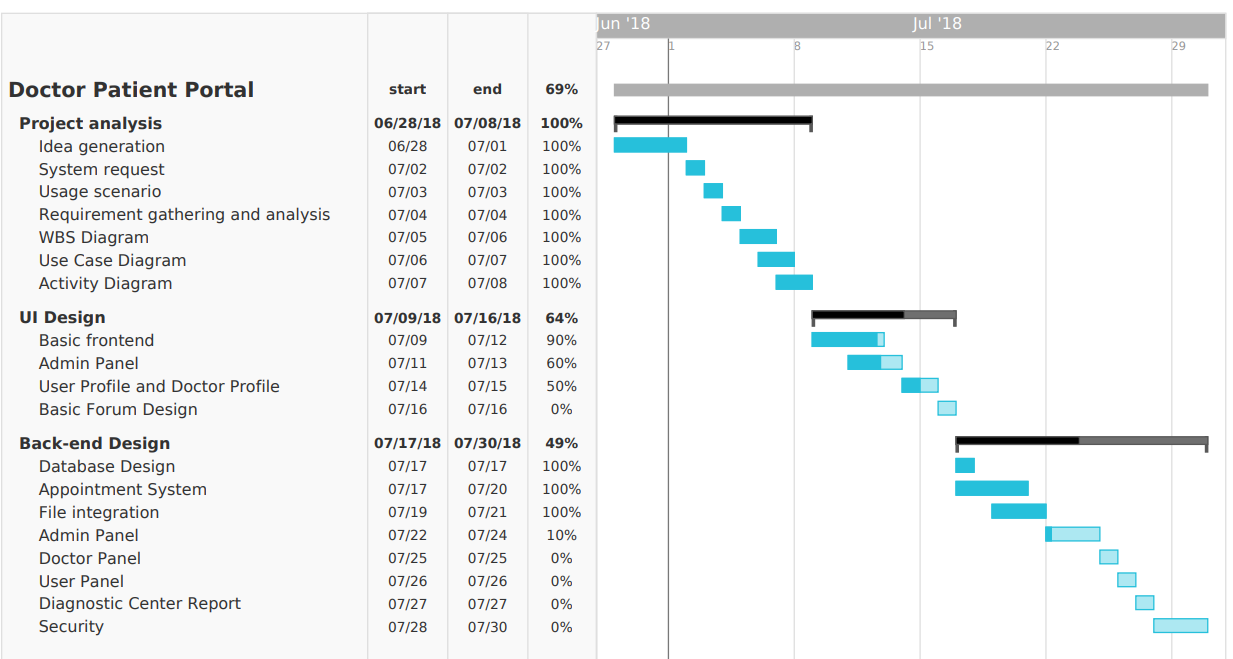 Jun '18 Jul '18
27 1 8 15 22 29
Doctor Patient Portal start end 69%
Project analysis 06/28/18 07/08/18 100%
Idea generation 06/28 07/01 100%
System request 07/02 07/02 100%
Usage scenario 07/03 07/03 100%
Requirement gathering and analysis 07/04 07/04 100%
WBS Diagram 07/05 07/06 100%
Use Case Diagram 07/06 07/07 100%
Activity Diagram 07/07 07/08 100%
UI Design 07/09/18 07/16/18 64%
Basic frontend 07/09 07/12 90%
Admin Panel 07/11 07/13 60%
User Profile and Doctor Profile 07/14 07/15 50%
Basic Forum Design 07/16 07/16 0%
Back-end Design 07/17/18 07/30/18 49%
Database Design 07/17 07/17 100%
Appointment System 07/17 07/20 100%
File integration 07/19 07/21 100%
Admin Panel 07/22 07/24 10%
Doctor Panel 07/25 07/25 0%
User Panel 07/26 07/26 0%
Diagnostic Center Report 07/27 07/27 0%
Security 07/28 07/30 0%